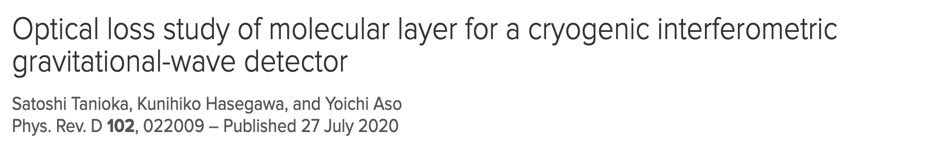 Optical loss study of molecular layer for a cryogenic interferometric
gravitational-wave detector
Satoshi Tanioka, Kunihiko Hasegawa, and Yoichi Aso
Phys. Rev. D 102, 022009 – Published 27 July 2020